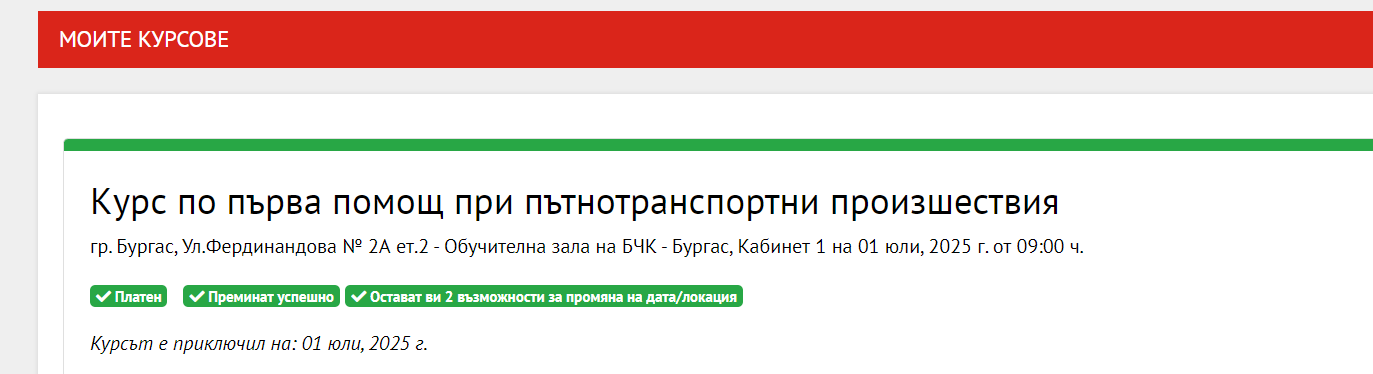 МОИТЕ КУРСОВЕ
Курс по първа помощ при пътнотранспортни произшествия
гр. Бургас, Ул.Фердинандова № 2А ет.2 - Обучителна зала на БЧК - Бургас, Кабинет 1 на 01 юли, 2025 г. от 09:00 ч.
Платен Преминат успешно Остават ви 2 възможности за промяна на дата/локация
Курсът е приключил на: 01 юли, 2025 г.